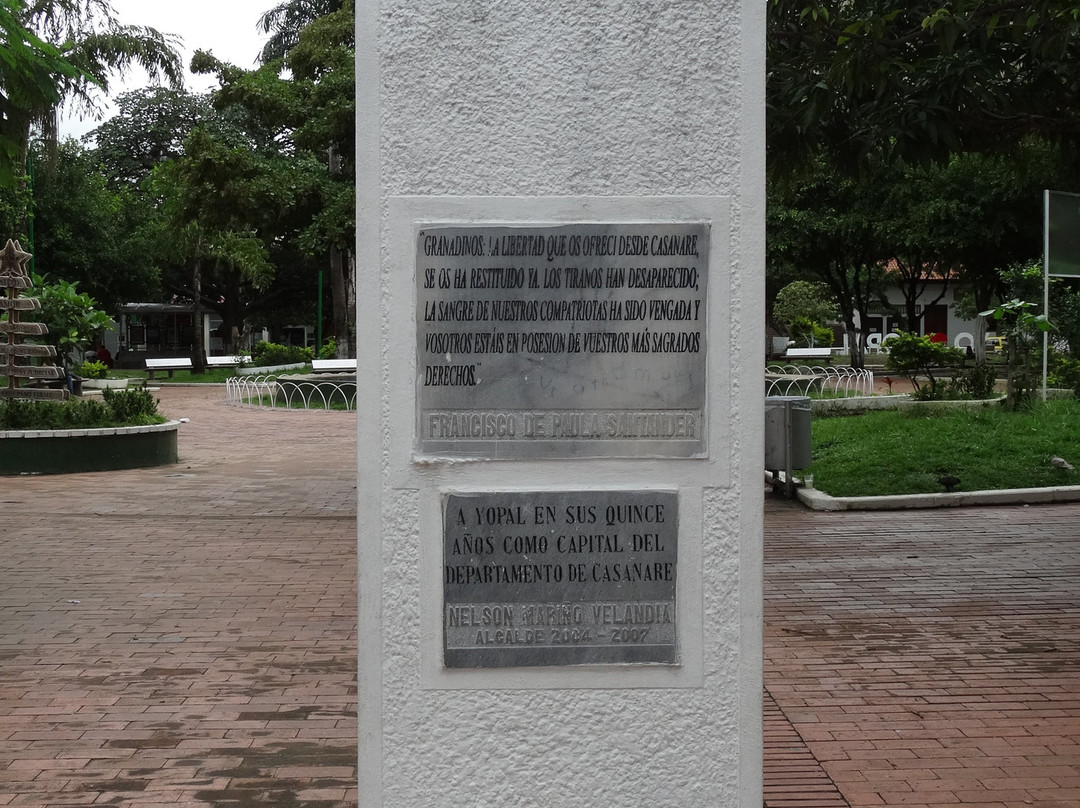 "GRANADINOS: LA LIBERTAD QUE OS OFRECI DESDE CASANARE,
SE OS HA RESTITUIDO YA. LOS TIRANOS HAN DESAPARECIDO;
LA SANGRE DE NUESTROS COMPATRIOTAS HA SIDO VENGADA Y
VOSOTROS ESTÁIS EN POSESION DE VUESTROS MÁS SAGRADOS
DERECHOS."
FRANCISCO DE PAULA SANTANDER
A YOPAL EN SUS QUINCE
AÑOS COMO CAPITAL DEL
DEPARTAMENTO DE CASANARE
NELSON MARIÑO VELANDIA
ALCALDE 2004 - 2007